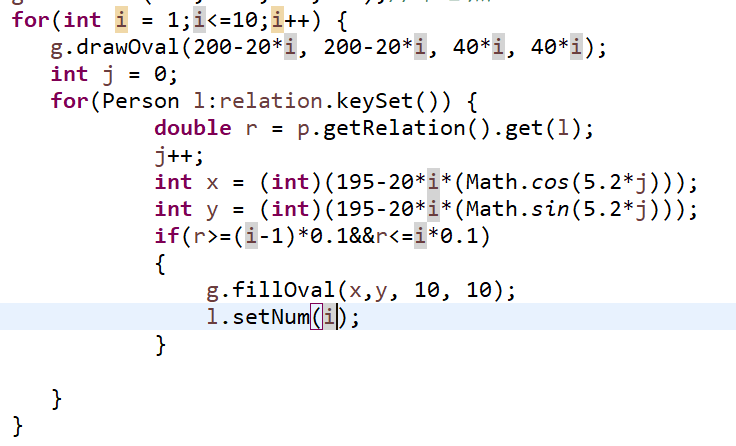 for(int i = 1;i<=10;i++) {
g.drawOval(200-20*i, 200-20*i, 40*i, 40*i);
int j = 0;
for(Person l:relation.keySet()) {
double r = p.getRelation().get(l);
j++;
int x = (int)(195-20*i*(Math.cos(5.2*j)));
int y = (int)(195-20*i*(Math.sin(5.2*j)));
if(r>=(i-1)*0.1&&r<=i*0.1)
{
g.fillOval(x,y, 10, 10);
l.setNum(i);
}
}
}